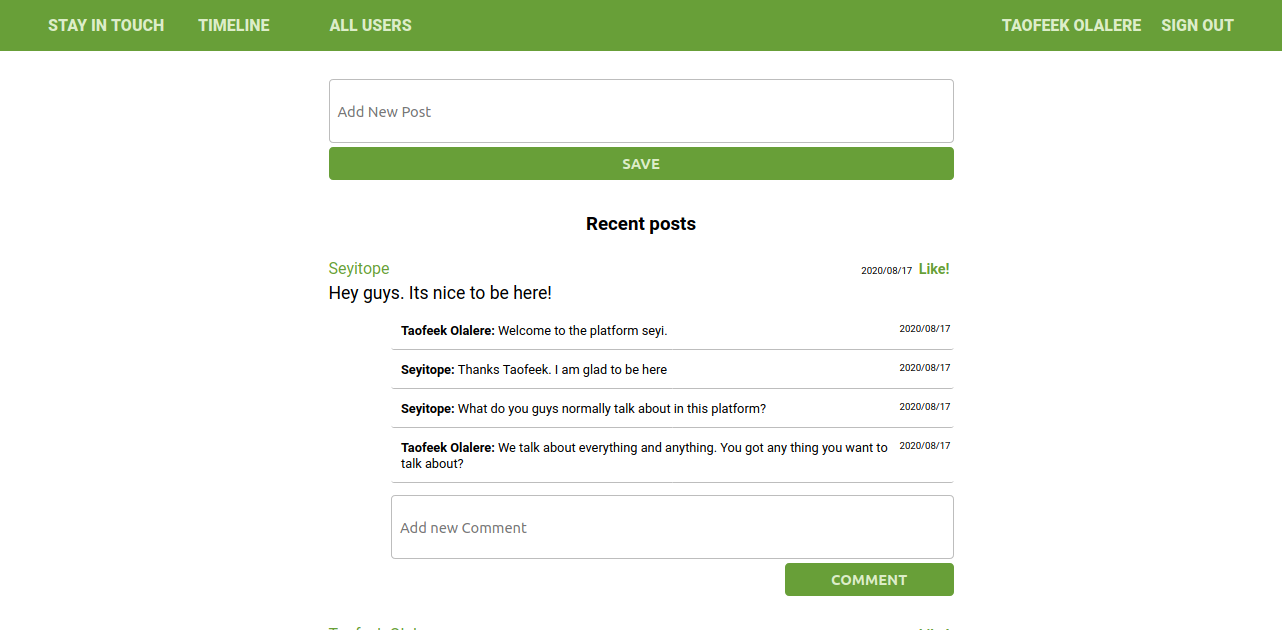 STAY IN TOUCH TIMELINE ALL USERS TAOFEEK OLALERE SIGN OUT
Add New Post
SAVE
Recent posts
Seyitope 2020/08/17 Like!
Hey guys. Its nice to be here!
Taofeek Olalere: Welcome to the platform seyi. 2020/08/17
Seyitope: Thanks Taofeek. I am glad to be here 2020/08/17
Seyitope: What do you guys normally talk about in this platform? 2020/08/17
Taofeek Olalere: We talk about everything and anything. You got any thing you want to 2020/08/17
talk about?
Add new Comment
COMMENT